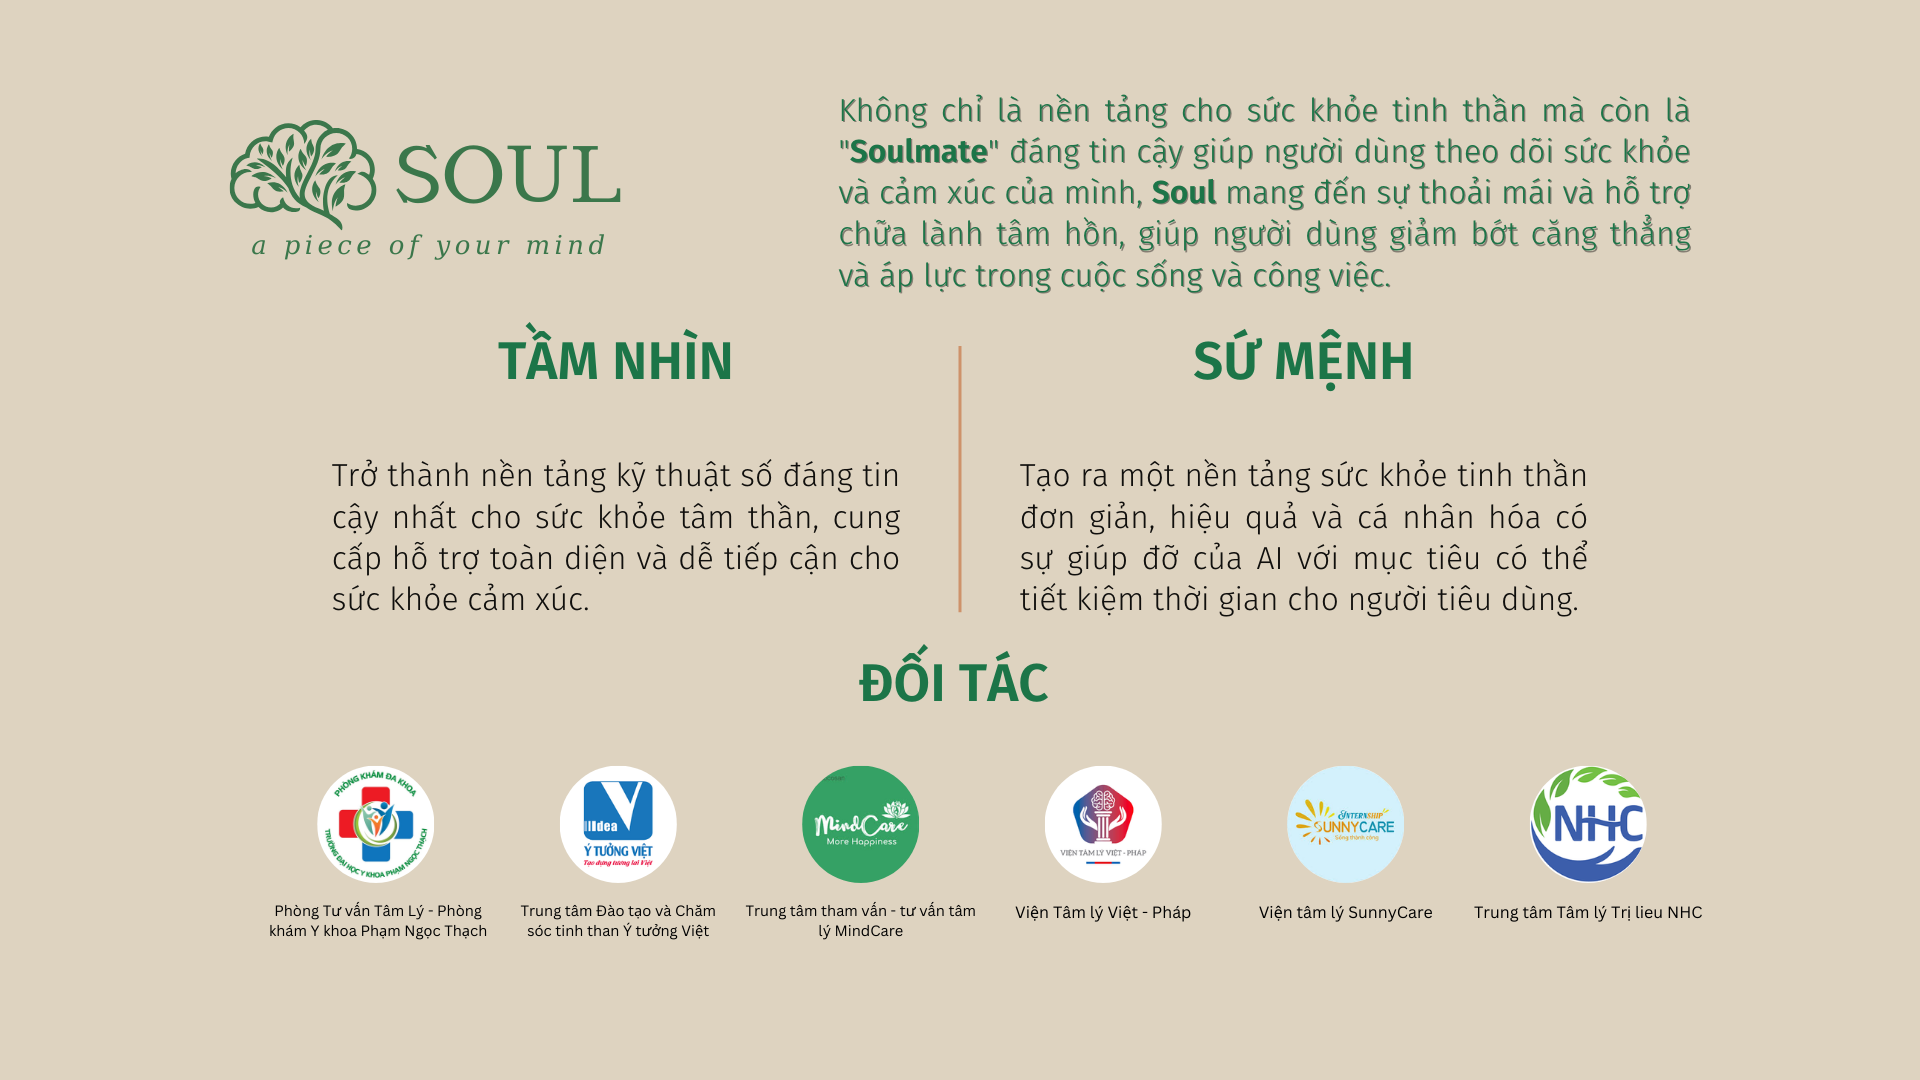 SOUL
a piece of your mind
Không chỉ là nền tảng cho sức khỏe tinh thần mà còn là
"Soulmate" đáng tin cậy giúp người dùng theo dõi sức khỏe
và cảm xúc của mình, Soul mang đến sự thoải mái và hỗ trợ
chữa lành tâm hồn, giúp người dùng giảm bớt căng thẳng
và áp lực trong cuộc sống và công việc.
TẦM NHÌN
Trở thành nền tảng kỹ thuật số đáng tin
cậy nhất cho sức khỏe tâm thần, cung
cấp hỗ trợ toàn diện và dễ tiếp cận cho
sức khỏe cảm xúc.
SỨ MỆNH
Tạo ra một nền tảng sức khỏe tinh thần
đơn giản, hiệu quả và cá nhân hóa có
sự giúp đỡ của AI với mục tiêu có thể
tiết kiệm thời gian cho người tiêu dùng.
ĐỐI TÁC
PHÒNG KHÁM ĐA KHOA
TRƯỜNG ĐẠI HỌC Y KHOA PHẠM NGỌC THẠCH
Phòng Tư vấn Tâm Lý - Phòng
khám Y khoa Phạm Ngọc Thạch
Ý TƯỞNG VIỆT
Tạo dựng tương lai Việt
Trung tâm Đào tạo và Chăm
sóc tinh than Ý tưởng Việt
MindCare
More Happiness
Trung tâm tham vấn - tư vấn tâm
lý MindCare
VIỆN TÂM LÝ VIỆT - PHÁP
Viện Tâm lý Việt - Pháp
INTERNSHIP
SUNNYCARE
Sống thành công
Viện tâm lý SunnyCare
NHC
Trung tâm Tâm lý Trị lieu NHC